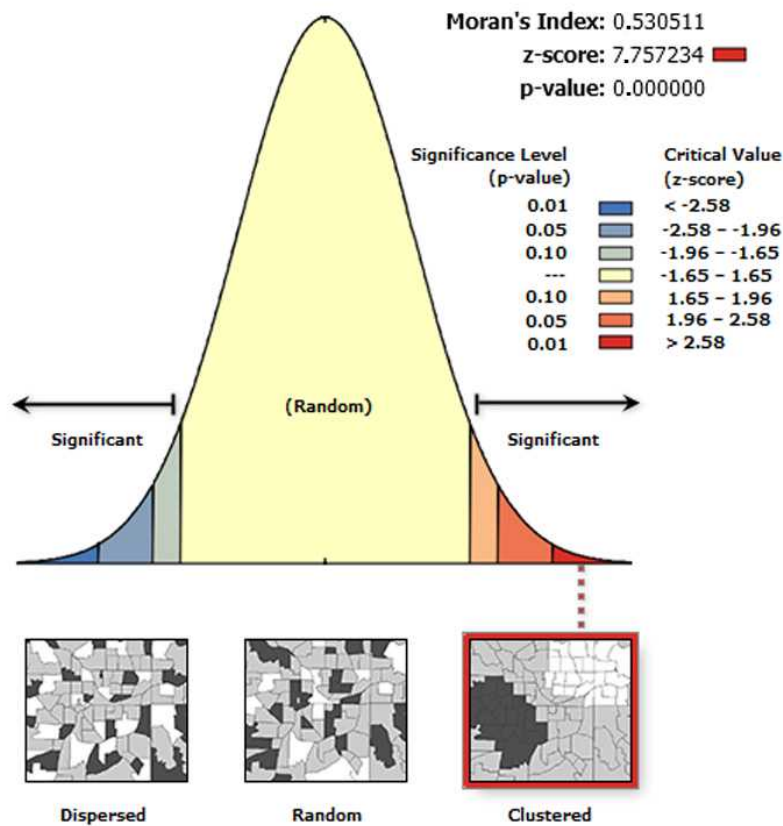 Moran's Index: 0.530511
z-score: 7.757234
p-value: 0.000000
Significance Level
(p-value)
Critical Value
(z-score)
0.01 < -2.58
0.05 -2.58 – -1.96
0.10 -1.96 – -1.65
--- -1.65 – 1.65
0.10 1.65 – 1.96
0.05 1.96 – 2.58
0.01 > 2.58
(Random)
Significant Significant
Dispersed Random Clustered